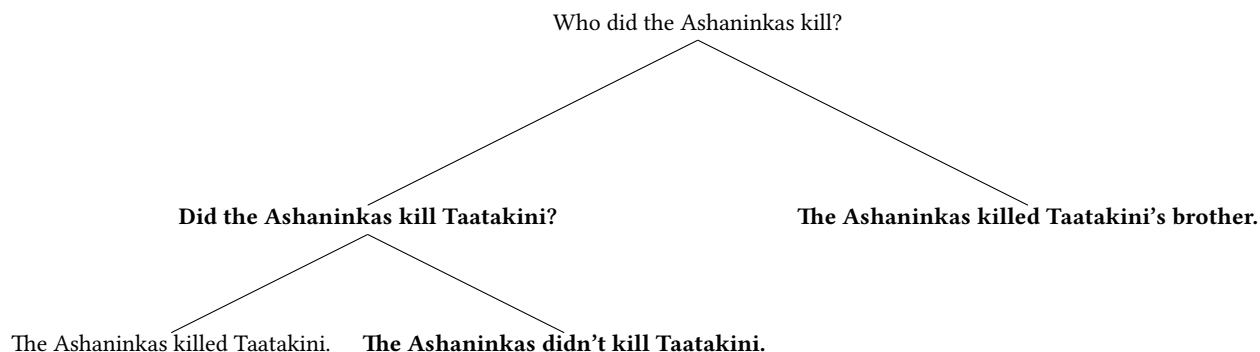 Who did the Ashaninkas kill?
Did the Ashaninkas kill Taatakini?
The Ashaninkas killed Taatakini’s brother.
The Ashaninkas killed Taatakini.
The Ashaninkas didn’t kill Taatakini.